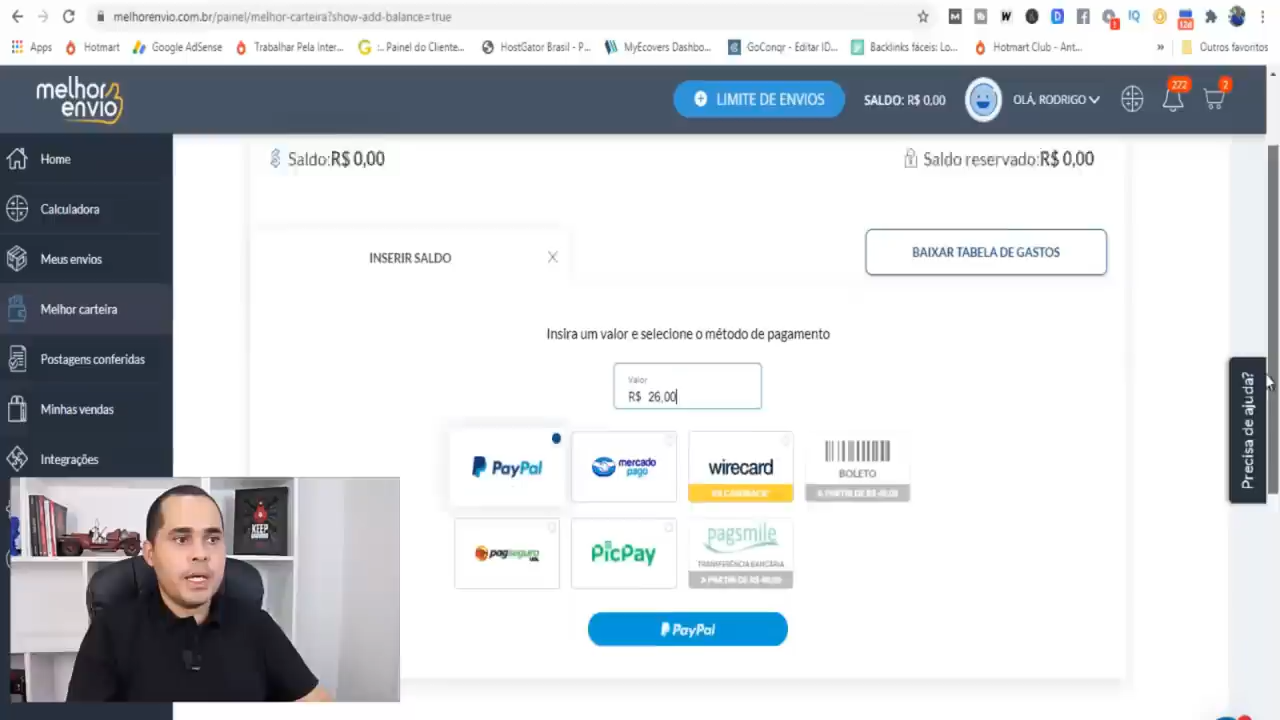 melhorenvio.com.br/painel/melhor-carteira?show-add-balance=true
Apps
Hotmart
Google AdSense
Trabalhar Pela Inter...
:. Painel do Cliente...
HostGator Brasil - P...
MyEcovers Dashbo...
GoConqr - Editar ID...
Backlinks fáceis: Lo...
Hotmart Club - Ant...
»
Outros favoritos
melhor envio
LIMITE DE ENVIOS
SALDO: R$ 0,00
OLÁ, RODRIGO
272
2
Home
Calculadora
Meus envios
Melhor carteira
Postagens conferidas
Minhas vendas
Integrações
Saldo:R$ 0,00
Saldo reservado:R$ 0,00
INSERIR SALDO
BAIXAR TABELA DE GASTOS
Insira um valor e selecione o método de pagamento
Valor
R$ 26,00
PayPal
mercado pago
wirecard
BOLETO
pagseguro
PicPay
pagsmile
TRANSFERÊNCIA BANCÁRIA
PayPal
Precisa de ajuda?
KEEP